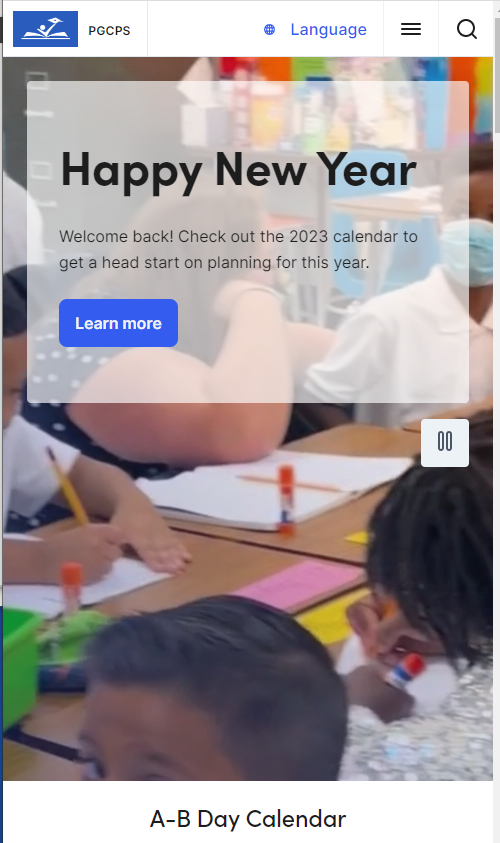 PGCPS
Language
Happy New Year
Welcome back! Check out the 2023 calendar to
get a head start on planning for this year.
Learn more
A-B Day Calendar